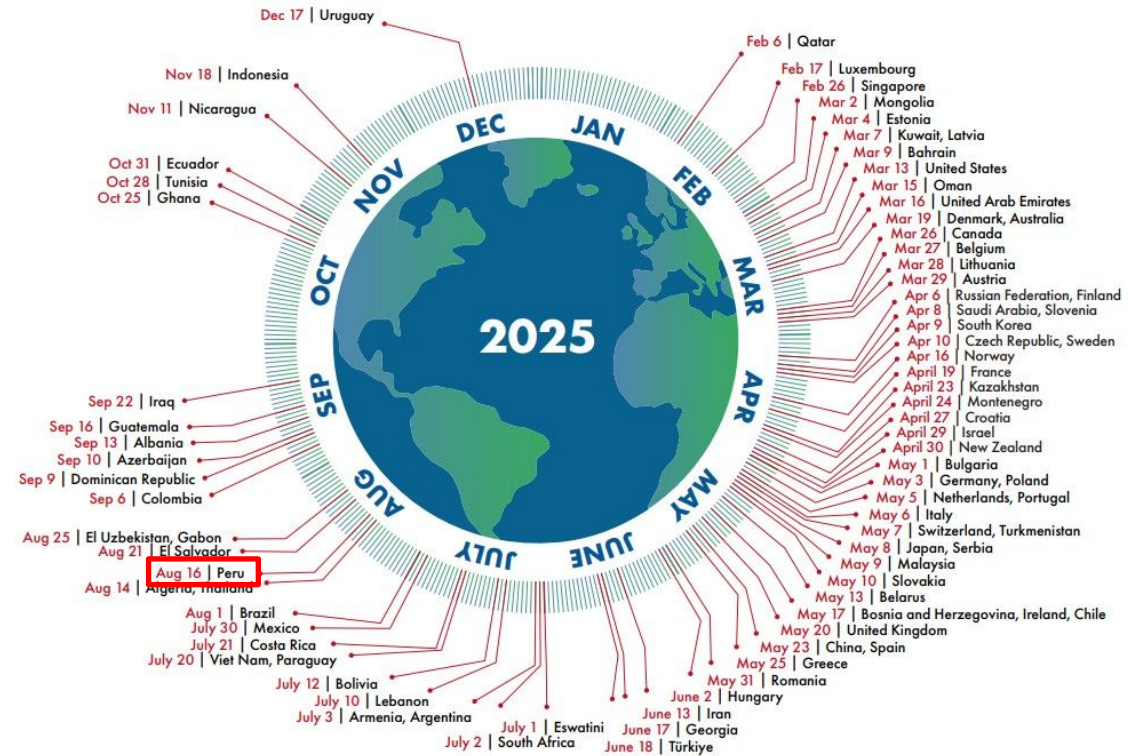 Dec 17 | Uruguay
Nov 18 | Indonesia
Nov 11 | Nicaragua
Oct 31 | Ecuador
Oct 28 | Tunisia
Oct 25 | Ghana
Sep 22 | Iraq
Sep 16 | Guatemala
Sep 13 | Albania
Sep 10 | Azerbaijan
Sep 9 | Dominican Republic
Sep 6 | Colombia
Aug 25 | El Uzbekistan, Gabon
Aug 21 | El Salvador
Aug 16 | Peru
Aug 14 | Algeria, Thailand
Aug 1 | Brazil
July 30 | Mexico
July 21 | Costa Rica
July 20 | Viet Nam, Paraguay
July 12 | Bolivia
July 10 | Lebanon
July 3 | Armenia, Argentina
July 2 | South Africa
July 1 | Eswatini
DEC
JAN
FEB
MAR
APR
MAY
JUNE
JULY
AUG
SEP
OCT
NOV
2025
Feb 6 | Qatar
Feb 17 | Luxembourg
Feb 26 | Singapore
Mar 2 | Mongolia
Mar 4 | Estonia
Mar 7 | Kuwait, Latvia
Mar 9 | Bahrain
Mar 13 | United States
Mar 15 | Oman
Mar 16 | United Arab Emirates
Mar 19 | Denmark, Australia
Mar 26 | Canada
Mar 27 | Belgium
Mar 28 | Lithuania
Mar 29 | Austria
Apr 6 | Russian Federation, Finland
Apr 8 | Saudi Arabia, Slovenia
Apr 9 | South Korea
Apr 10 | Czech Republic, Sweden
Apr 16 | Norway
April 19 | France
April 23 | Kazakhstan
April 24 | Montenegro
April 27 | Croatia
April 29 | Israel
April 30 | New Zealand
May 1 | Bulgaria
May 3 | Germany, Poland
May 5 | Netherlands, Portugal
May 6 | Italy
May 7 | Switzerland, Turkmenistan
May 8 | Japan, Serbia
May 9 | Malaysia
May 10 | Slovakia
May 13 | Belarus
May 17 | Bosnia and Herzegovina, Ireland, Chile
May 20 | United Kingdom
May 23 | China, Spain
May 25 | Greece
May 31 | Romania
June 2 | Hungary
June 13 | Iran
June 17 | Georgia
June 18 | Türkiye